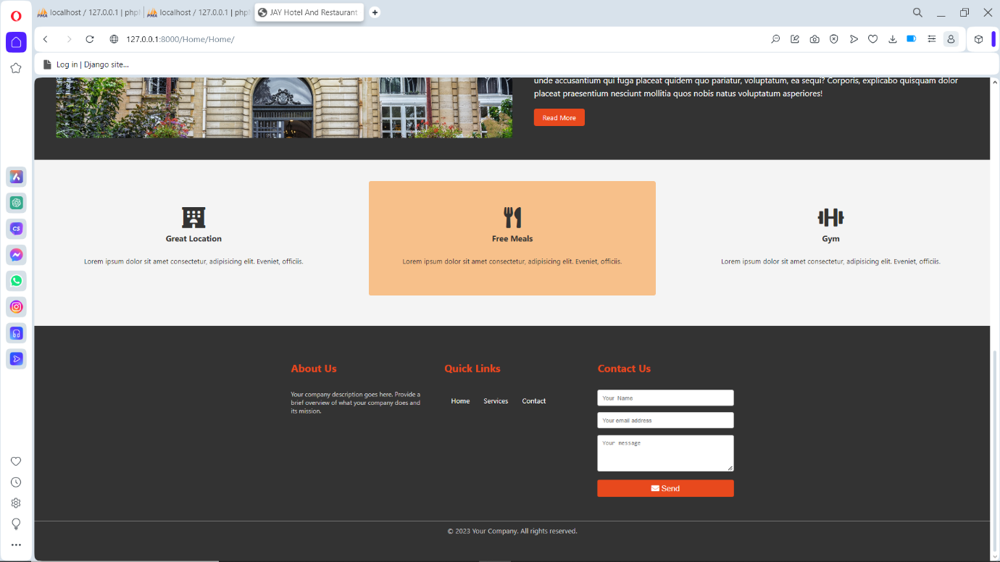 localhost / 127.0.0.1 | php
localhost / 127.0.0.1 | php
JAY Hotel And Restaurant
127.0.0.1:8000/Home/Home/
Log in | Django site...
unde accusantium qui fuga placeat quidem quo pariatur, voluptatum, ea sequi? Corporis, explicabo quisquam dolor
placeat praesentium nesciunt mollitia quos nobis natus voluptatum asperiores!
Read More
Great Location
Lorem ipsum dolor sit amet consectetur, adipisicing elit. Eveniet, officiis.
Free Meals
Lorem ipsum dolor sit amet consectetur, adipisicing elit. Eveniet, officiis.
Gym
Lorem ipsum dolor sit amet consectetur, adipisicing elit. Eveniet, officiis.
About Us
Your company description goes here. Provide a
brief overview of what your company does and
its mission.
Quick Links
Home Services Contact
Contact Us
Your Name
Your email address
Your message
Send
© 2023 Your Company. All rights reserved.